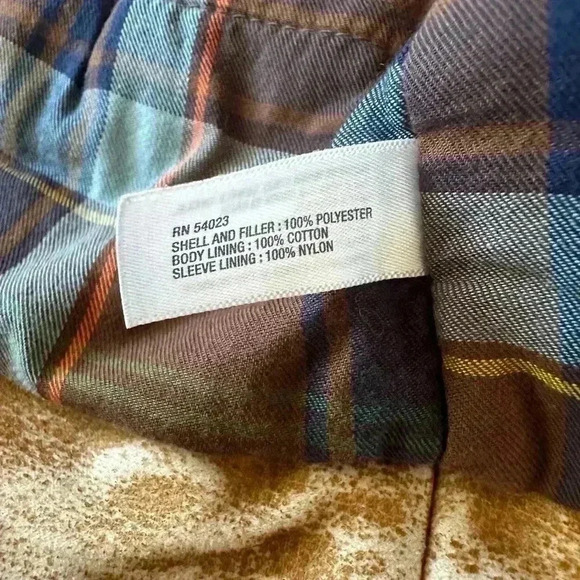 RN 54023
SHELL AND FILLER : 100% POLYESTER
BODY LINING : 100% COTTON
SLEEVE LINING : 100% NYLON